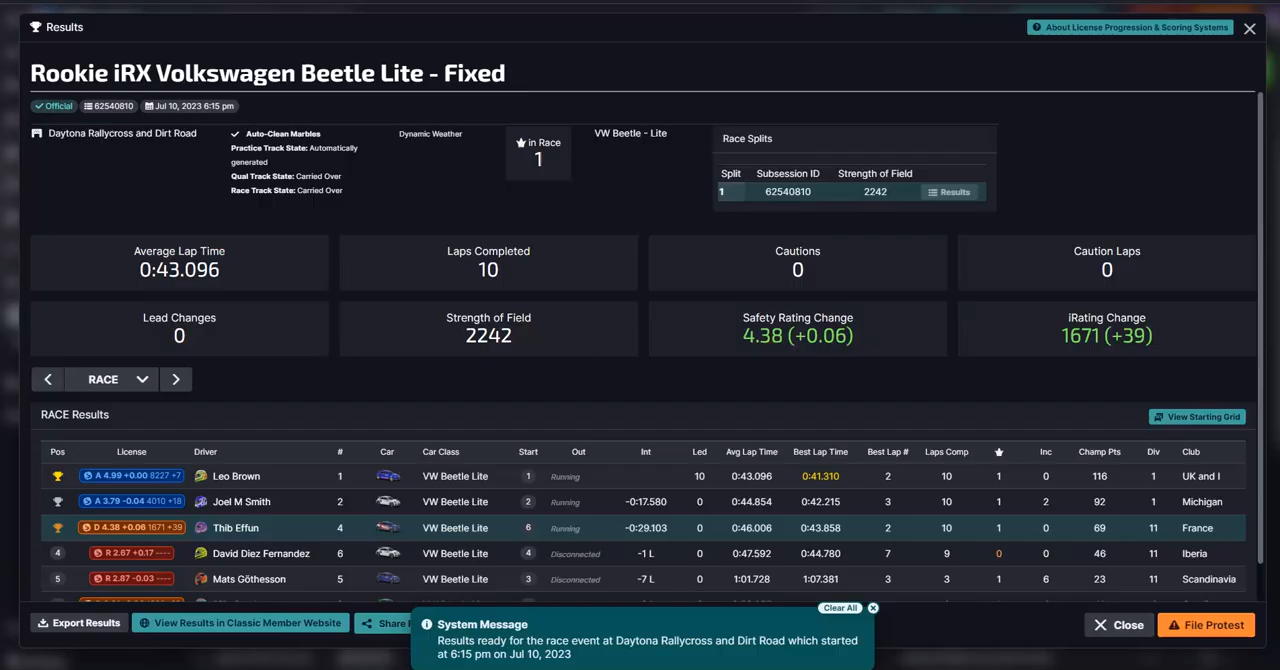 Results
About License Progression & Scoring Systems
Rookie iRX Volkswagen Beetle Lite - Fixed
Official 62540810 Jul 10, 2023 6:15 pm
Daytona Rallycross and Dirt Road
Auto-Clean Marbles
Practice Track State: Automatically
generated
Qual Track State: Carried Over
Race Track State: Carried Over
Dynamic Weather
in Race
1
VW Beetle - Lite
Race Splits
Split Subsession ID Strength of Field
1 62540810 2242 Results
Average Lap Time
0:43.096
Laps Completed
10
Cautions
0
Caution Laps
0
Lead Changes
0
Strength of Field
2242
Safety Rating Change
4.38 (+0.06)
iRating Change
1671 (+39)
RACE
RACE Results
View Starting Grid
Pos License Driver # Car Car Class Start Out Int Led Avg Lap Time Best Lap Time Best Lap # Laps Comp Inc Champ Pts Div Club
A 4.99 +0.00 8227 +7 Leo Brown 1 VW Beetle Lite 1 Running 10 0:43.096 0:41.310 2 10 1 0 116 1 UK and I
A 3.79 -0.04 4010 +18 Joel M Smith 2 VW Beetle Lite 2 Running -0:17.580 0 0:44.854 0:42.215 3 10 1 2 92 1 Michigan
D 4.38 +0.06 1671 +39 Thib Effun 4 VW Beetle Lite 6 Running -0:29.103 0 0:46.006 0:43.858 2 10 1 0 69 11 France
4 R 2.67 +0.17 ---- David Diez Fernandez 6 VW Beetle Lite 4 Disconnected -1 L 0 0:47.592 0:44.780 7 9 0 0 46 11 Iberia
5 R 2.87 -0.03 ---- Mats Göthesson 5 VW Beetle Lite 3 Disconnected -7 L 0 1:01.728 1:07.381 3 3 1 6 23 11 Scandinavia
Export Results
View Results in Classic Member Website
Share
Clear All
System Message
Results ready for the race event at Daytona Rallycross and Dirt Road which started
at 6:15 pm on Jul 10, 2023
Close
File Protest